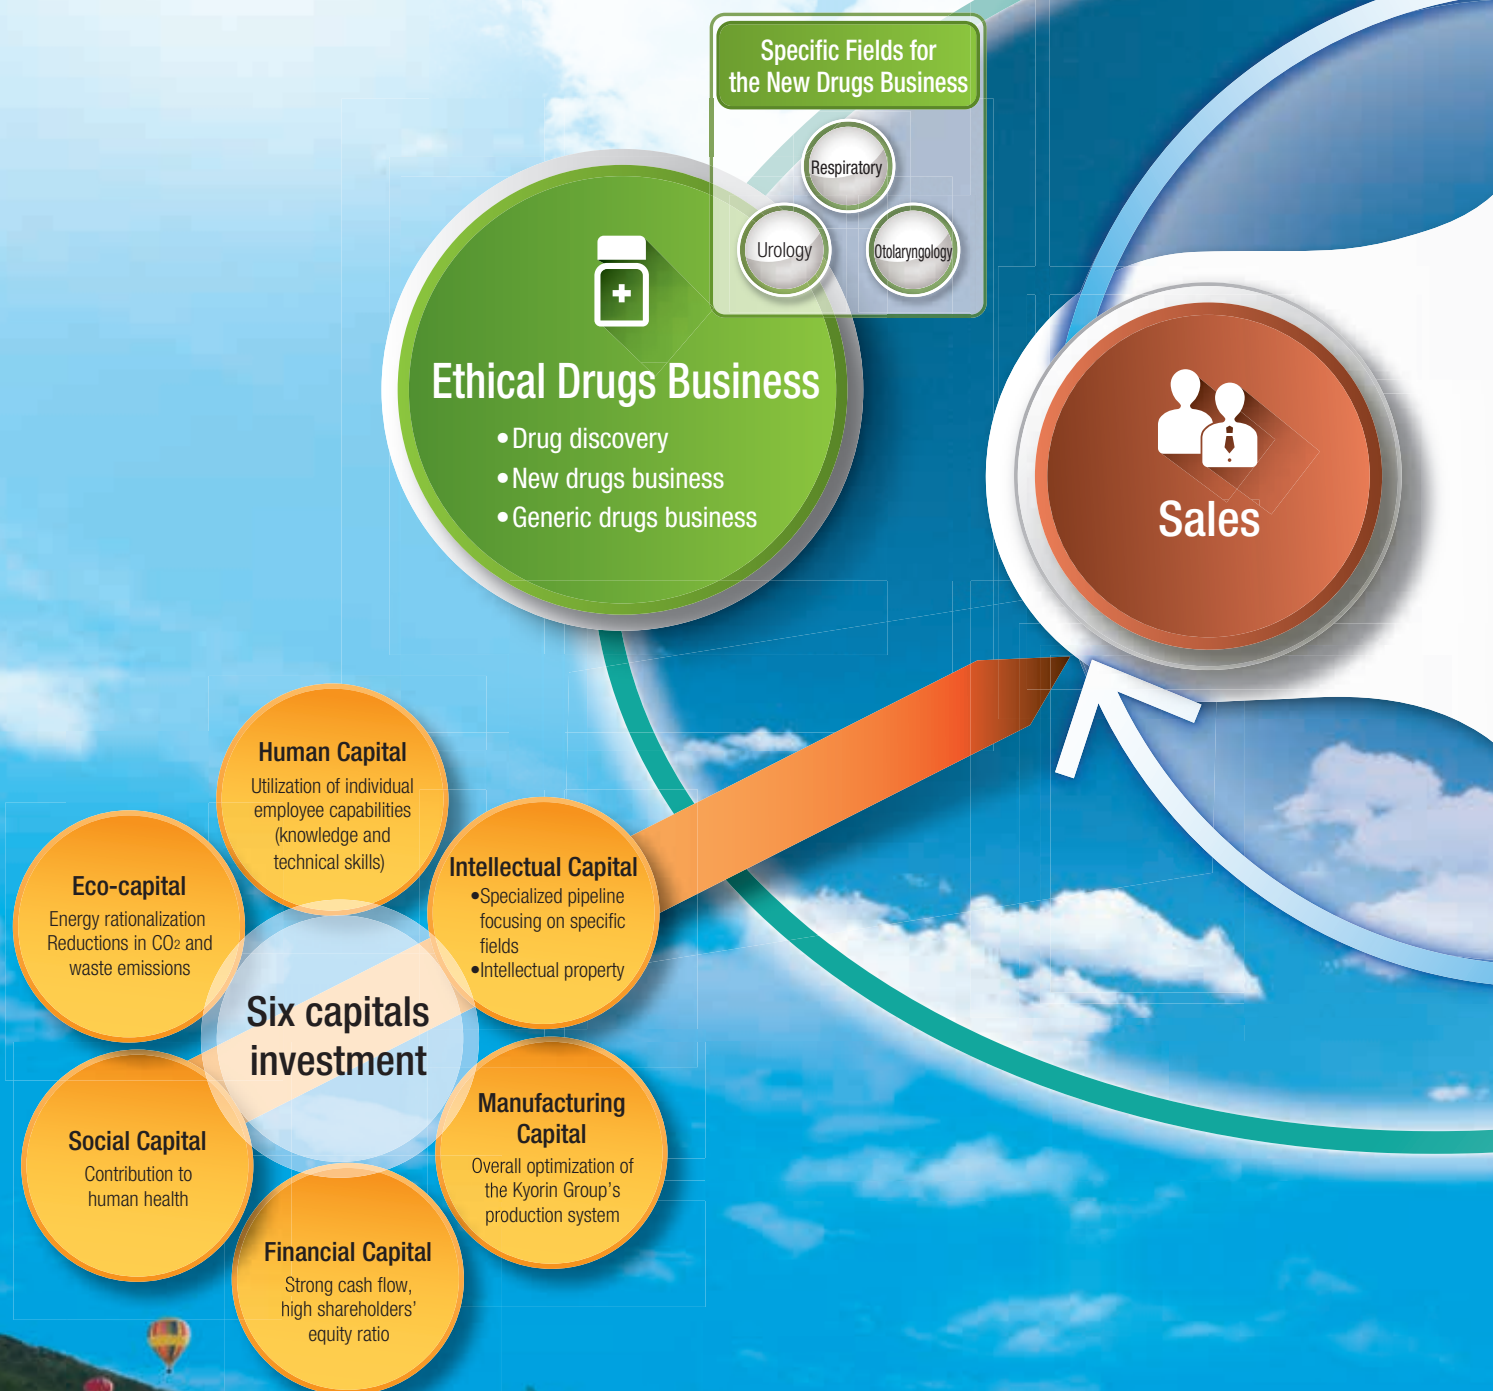 Specific Fields for
the New Drugs Business
Respiratory
Urology
Otolaryngology
Ethical Drugs Business
•Drug discovery
•New drugs business
•Generic drugs business
Sales
Human Capital
Utilization of individual
employee capabilities
(knowledge and
technical skills)
Eco-capital
Energy rationalization
Reductions in CO2 and
waste emissions
Intellectual Capital
•Specialized pipeline
focusing on specific
fields
•Intellectual property
Six capitals
investment
Social Capital
Contribution to
human health
Manufacturing
Capital
Overall optimization of
the Kyorin Group’s
production system
Financial Capital
Strong cash flow,
high shareholders’
equity ratio